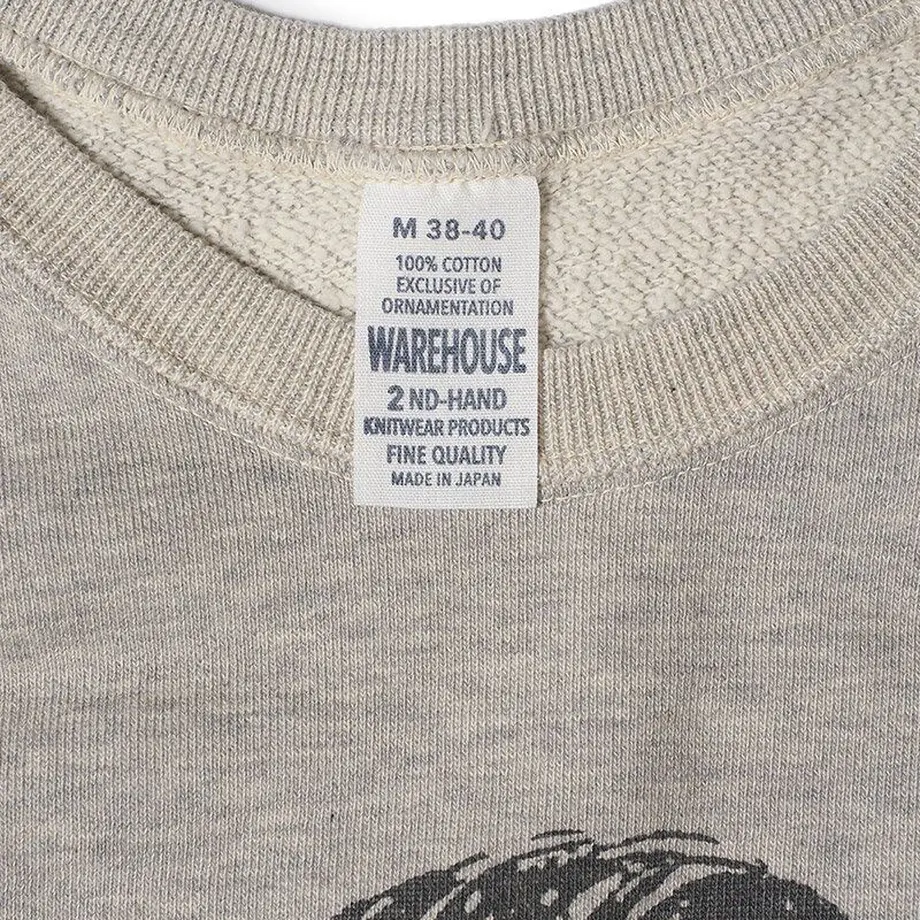 M 38-40
100% COTTON
EXCLUSIVE OF
ORNAMENTATION
WAREHOUSE
2ND-HAND
KNITWEAR PRODUCTS
FINE QUALITY
MADE IN JAPAN